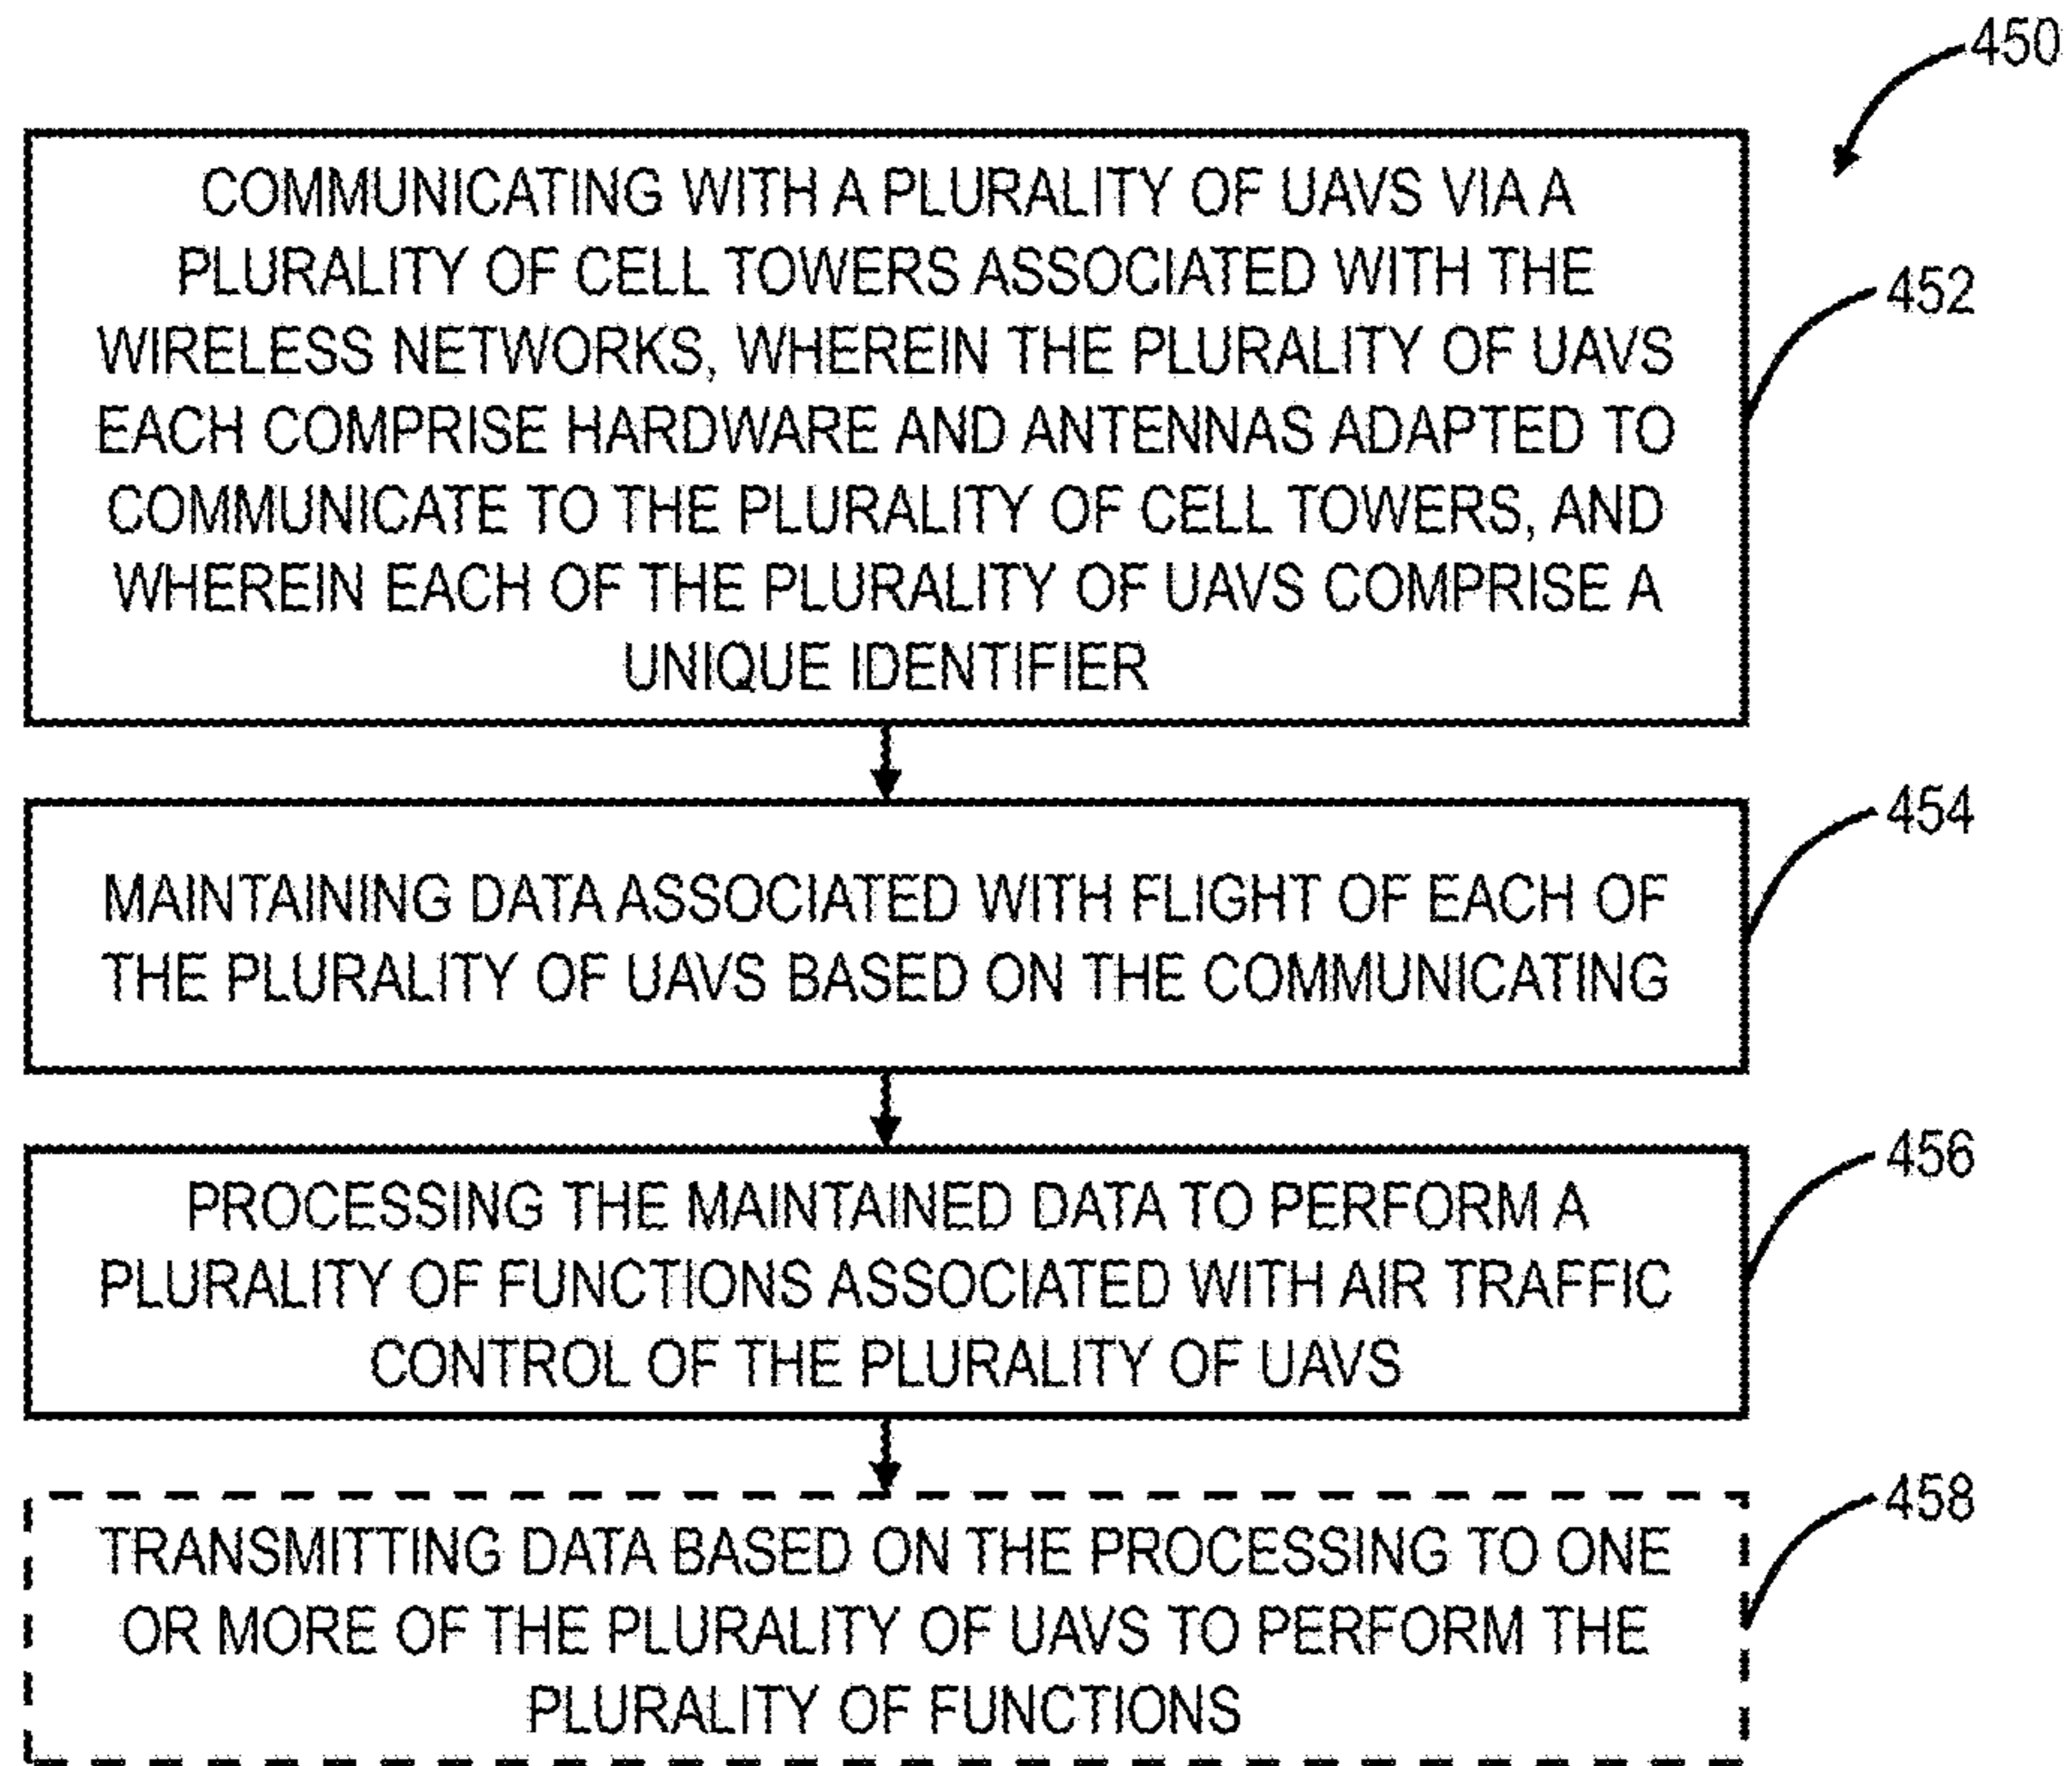 450
COMMUNICATING WITH A PLURALITY OF UAVS VIA A
PLURALITY OF CELL TOWERS ASSOCIATED WITH THE
WIRELESS NETWORKS, WHEREIN THE PLURALITY OF UAVS
EACH COMPRISE HARDWARE AND ANTENNAS ADAPTED TO
COMMUNICATE TO THE PLURALITY OF CELL TOWERS, AND
WHEREIN EACH OF THE PLURALITY OF UAVS COMPRISE A
UNIQUE IDENTIFIER
452
MAINTAINING DATA ASSOCIATED WITH FLIGHT OF EACH OF
THE PLURALITY OF UAVS BASED ON THE COMMUNICATING
454
PROCESSING THE MAINTAINED DATA TO PERFORM A
PLURALITY OF FUNCTIONS ASSOCIATED WITH AIR TRAFFIC
CONTROL OF THE PLURALITY OF UAVS
456
TRANSMITTING DATA BASED ON THE PROCESSING TO ONE
OR MORE OF THE PLURALITY OF UAVS TO PERFORM THE
PLURALITY OF FUNCTIONS
458